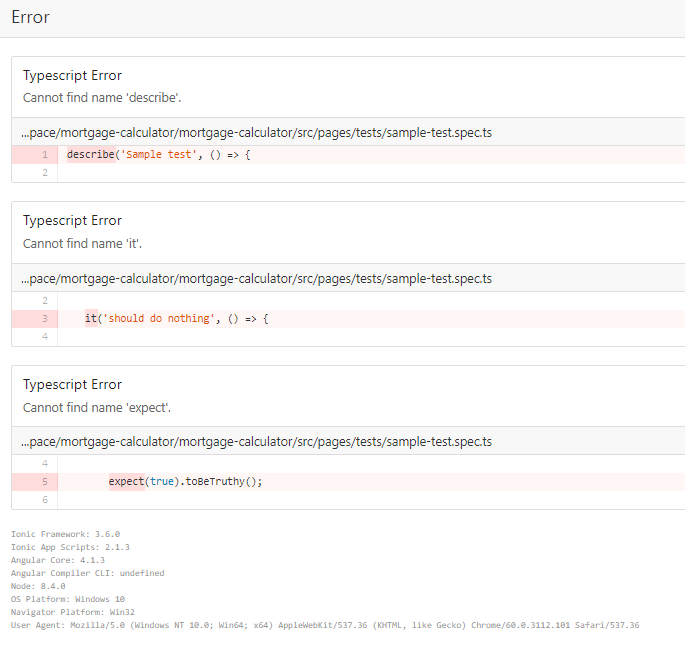 Error
Typescript Error
Cannot find name 'describe'.
...pace/mortgage-calculator/mortgage-calculator/src/pages/tests/sample-test.spec.ts
1 describe('Sample test', () => {
2
Typescript Error
Cannot find name 'it'.
...pace/mortgage-calculator/mortgage-calculator/src/pages/tests/sample-test.spec.ts
2
3 it('should do nothing', () => {
4
Typescript Error
Cannot find name 'expect'.
...pace/mortgage-calculator/mortgage-calculator/src/pages/tests/sample-test.spec.ts
4
5 expect(true).toBeTruthy();
6
Ionic Framework: 3.6.0
Ionic App Scripts: 2.1.3
Angular Core: 4.1.3
Angular Compiler CLI: undefined
Node: 8.4.0
OS Platform: Windows 10
Navigator Platform: Win32
User Agent: Mozilla/5.0 (Windows NT 10.0; Win64; x64) AppleWebKit/537.36 (KHTML, like Gecko) Chrome/60.0.3112.101 Safari/537.36